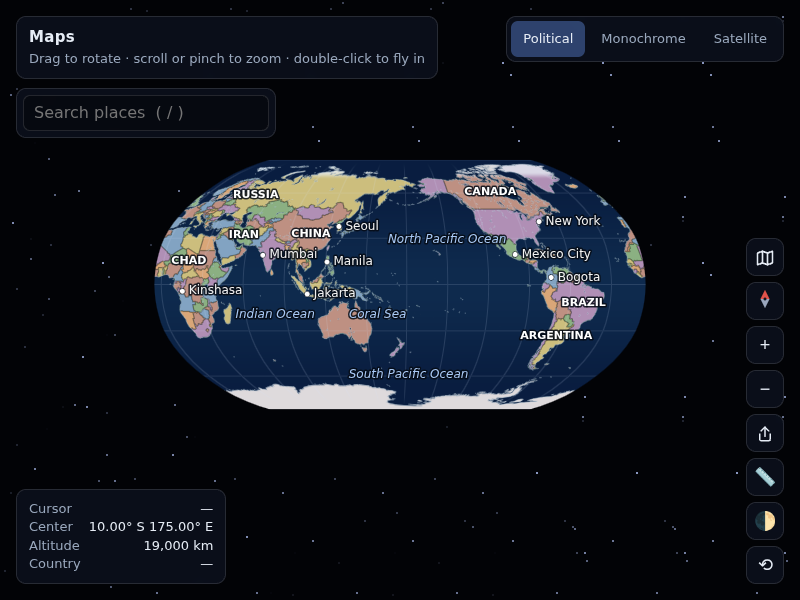 Maps
Drag to rotate · scroll or pinch to zoom · double-click to fly in
Political Monochrome Satellite
Search places ( / )
RUSSIA
CANADA
New York
Seoul
IRAN
CHINA
North Pacific Ocean
Mumbai
Mexico City
CHAD
Manila
Bogota
Kinshasa
Jakarta
BRAZIL
Indian Ocean
Coral Sea
ARGENTINA
South Pacific Ocean
+
−
Cursor —
Center 10.00° S 175.00° E
Altitude 19,000 km
Country —